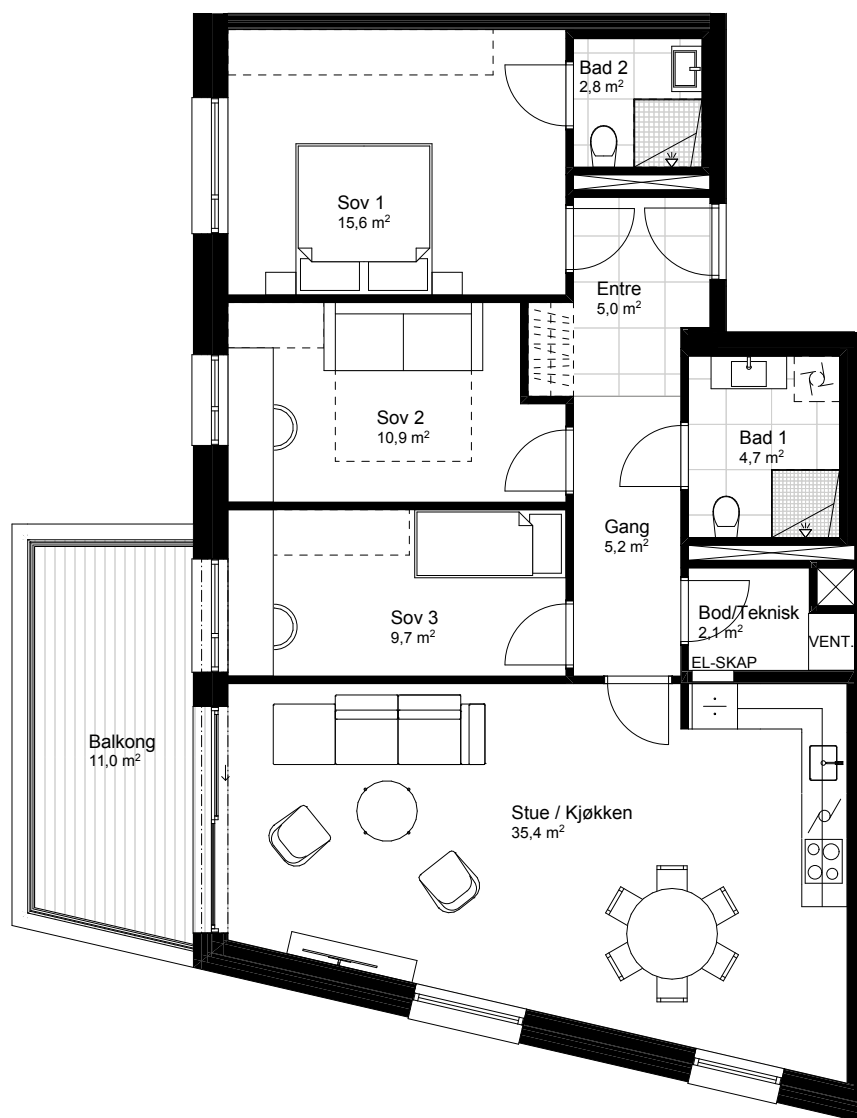 Bad 2
2,8 m²
Sov 1
15,6 m²
Entre
5,0 m²
Sov 2
10,9 m²
Bad 1
4,7 m²
Gang
5,2 m²
Sov 3
9,7 m²
Bod/Teknisk
2,1 m²
VENT.
EL-SKAP
Balkong
11,0 m²
Stue / Kjøkken
35,4 m²